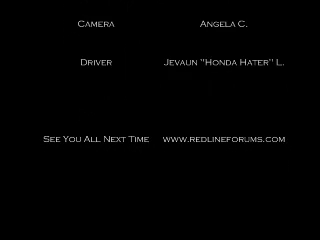 Camera Angela C.
Driver Jevaun "Honda Hater" L.
See You All Next Time www.redlineforums.com